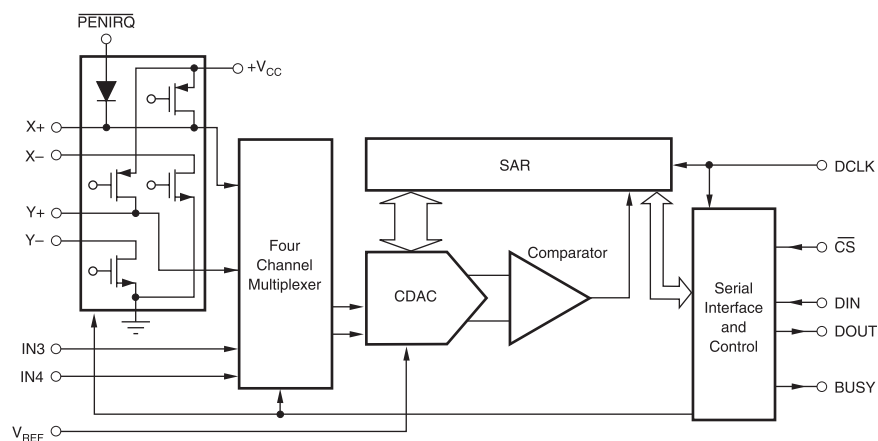 PENIRQ
+VCC
X+
X–
Y+
Y–
IN3
IN4
VREF
Four
Channel
Multiplexer
SAR
CDAC
Comparator
Serial
Interface
and
Control
DCLK
CS
DIN
DOUT
BUSY